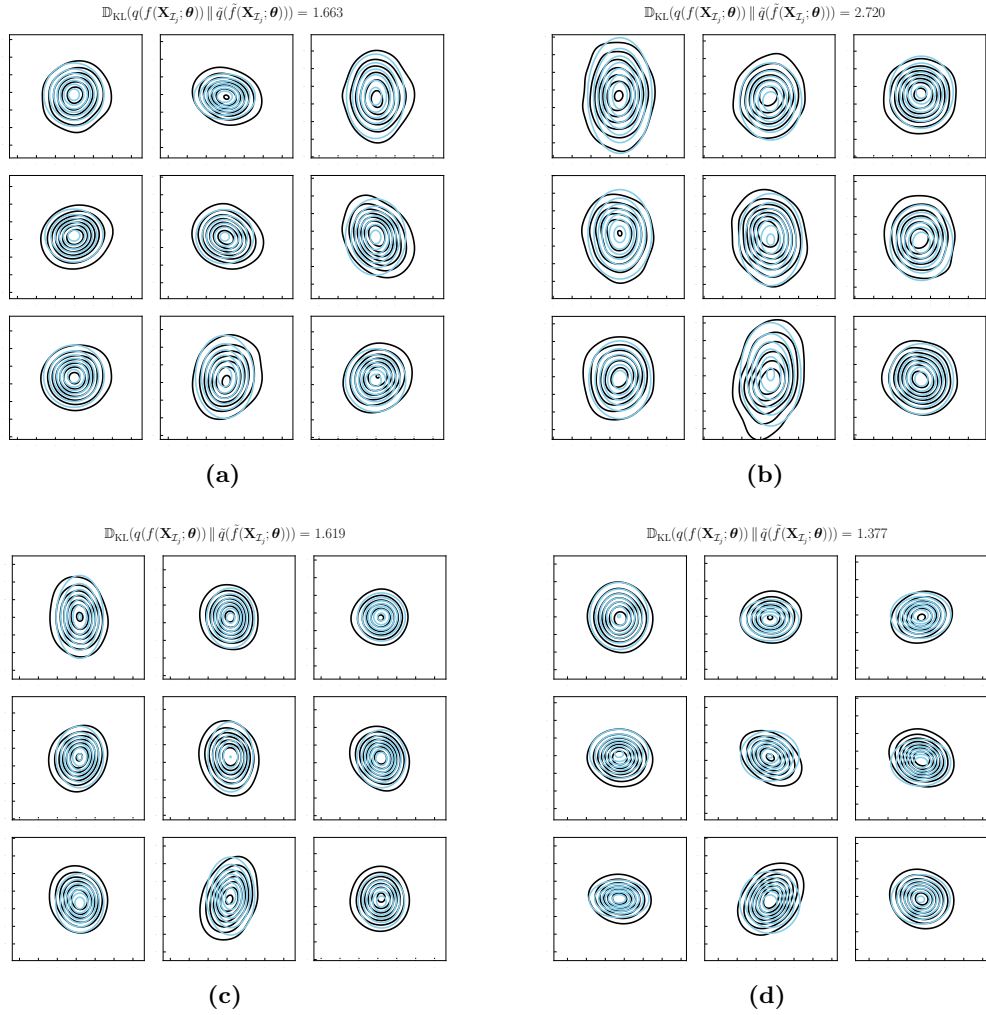 𝔻_KL(q(f(𝐗_{ℐ_j}; 𝜽)) ∥ q̃(f̃(𝐗_{ℐ_j}; 𝜽))) = 1.663
𝔻_KL(q(f(𝐗_{ℐ_j}; 𝜽)) ∥ q̃(f̃(𝐗_{ℐ_j}; 𝜽))) = 2.720
(a)
(b)
𝔻_KL(q(f(𝐗_{ℐ_j}; 𝜽)) ∥ q̃(f̃(𝐗_{ℐ_j}; 𝜽))) = 1.619
𝔻_KL(q(f(𝐗_{ℐ_j}; 𝜽)) ∥ q̃(f̃(𝐗_{ℐ_j}; 𝜽))) = 1.377
(c)
(d)